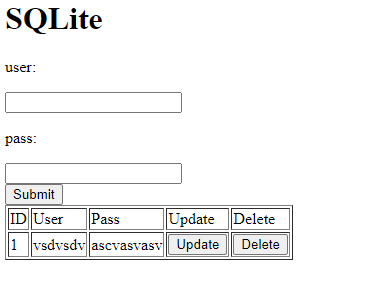 SQLite
user:
pass:
Submit
ID User Pass Update Delete
1 vsdvsdv ascvasvasv Update Delete